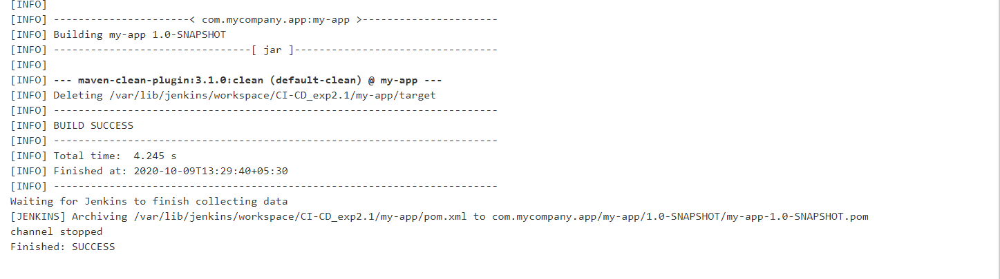 [INFO]
[INFO] ----------------------< com.mycompany.app:my-app >----------------------
[INFO] Building my-app 1.0-SNAPSHOT
[INFO] --------------------------------[ jar ]---------------------------------
[INFO]
[INFO] --- maven-clean-plugin:3.1.0:clean (default-clean) @ my-app ---
[INFO] Deleting /var/lib/jenkins/workspace/CI-CD_exp2.1/my-app/target
[INFO] ------------------------------------------------------------------------
[INFO] BUILD SUCCESS
[INFO] ------------------------------------------------------------------------
[INFO] Total time:  4.245 s
[INFO] Finished at: 2020-10-09T13:29:40+05:30
[INFO] ------------------------------------------------------------------------
Waiting for Jenkins to finish collecting data
[JENKINS] Archiving /var/lib/jenkins/workspace/CI-CD_exp2.1/my-app/pom.xml to com.mycompany.app/my-app/1.0-SNAPSHOT/my-app-1.0-SNAPSHOT.pom
channel stopped
Finished: SUCCESS